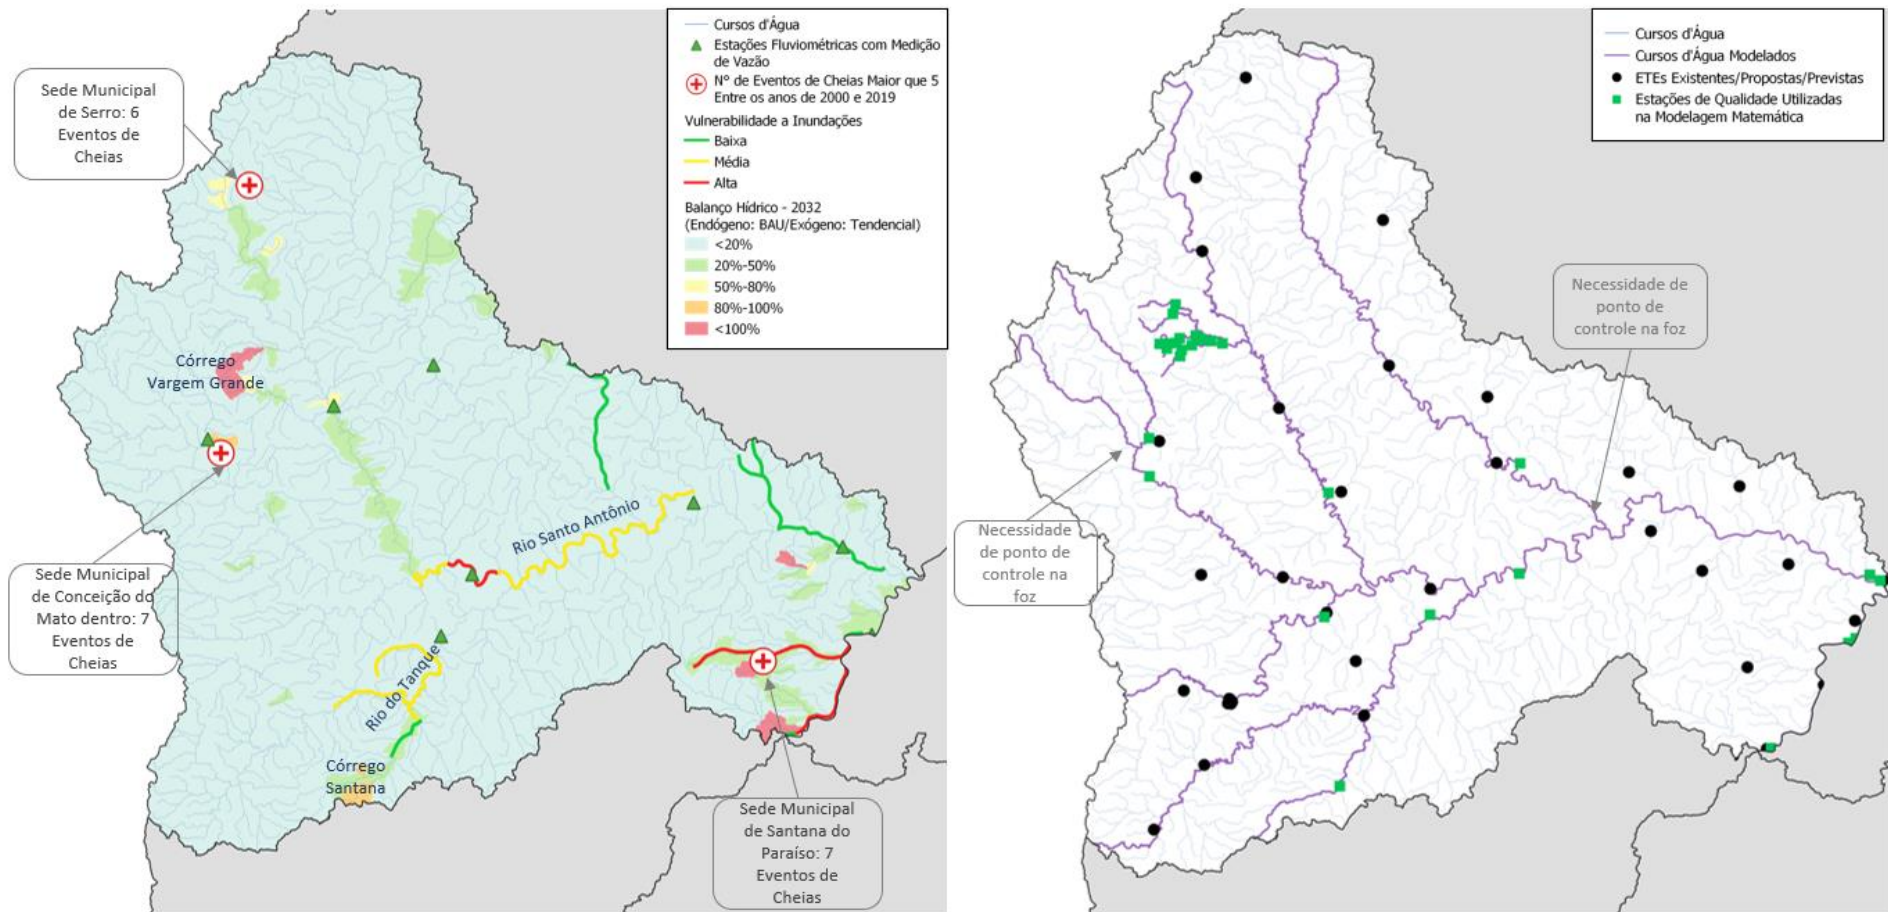 Cursos d'Água
Estações Fluviométricas com Medição
de Vazão
N° de Eventos de Cheias Maior que 5
Entre os anos de 2000 e 2019
Vulnerabilidade a Inundações
Baixa
Média
Alta
Balanço Hídrico - 2032
(Endógeno: BAU/Exógeno: Tendencial)
<20%
20%-50%
50%-80%
80%-100%
<100%
Sede Municipal
de Serro: 6
Eventos de
Cheias
Córrego
Vargem Grande
Sede Municipal
de Conceição do
Mato dentro: 7
Eventos de
Cheias
Rio Santo Antônio
Rio do Tanque
Córrego
Santana
Sede Municipal
de Santana do
Paraíso: 7
Eventos de
Cheias
Cursos d'Água
Cursos d'Água Modelados
ETEs Existentes/Propostas/Previstas
Estações de Qualidade Utilizadas
na Modelagem Matemática
Necessidade de
ponto de
controle na foz
Necessidade
de ponto de
controle na
foz